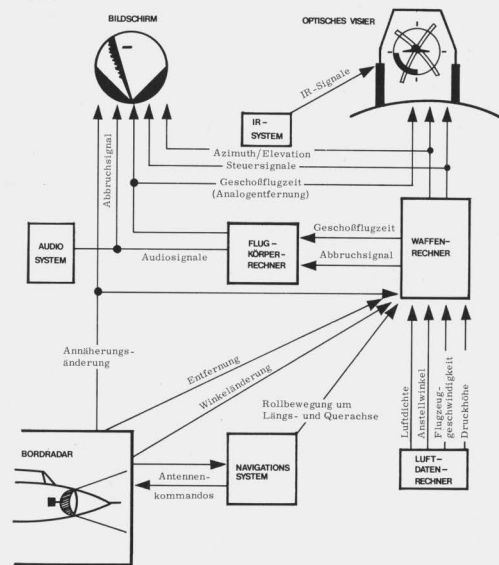 BILDSCHIRM
OPTISCHES VISIER
IR-Signale
IR-
SYSTEM
Abbruchsignal
Azimuth/Elevation
Steuersignale
Geschoßflugzeit
(Analogentfernung)
AUDIO
SYSTEM
Audiosignale
FLUG-
KÖRPER-
RECHNER
Geschoßflugzeit
Abbruchsignal
WAFFEN-
RECHNER
Annäherungs-
änderung
Entfernung
Winkeländerung
Rollbewegung um
Längs- und Querachse
Luftdichte
Anstellwinkel
Flugzeug-
geschwindigkeit
Druckhöhe
BORDRADAR
Antennen-
kommandos
NAVIGATIONS
SYSTEM
LUFT-
DATEN-
RECHNER